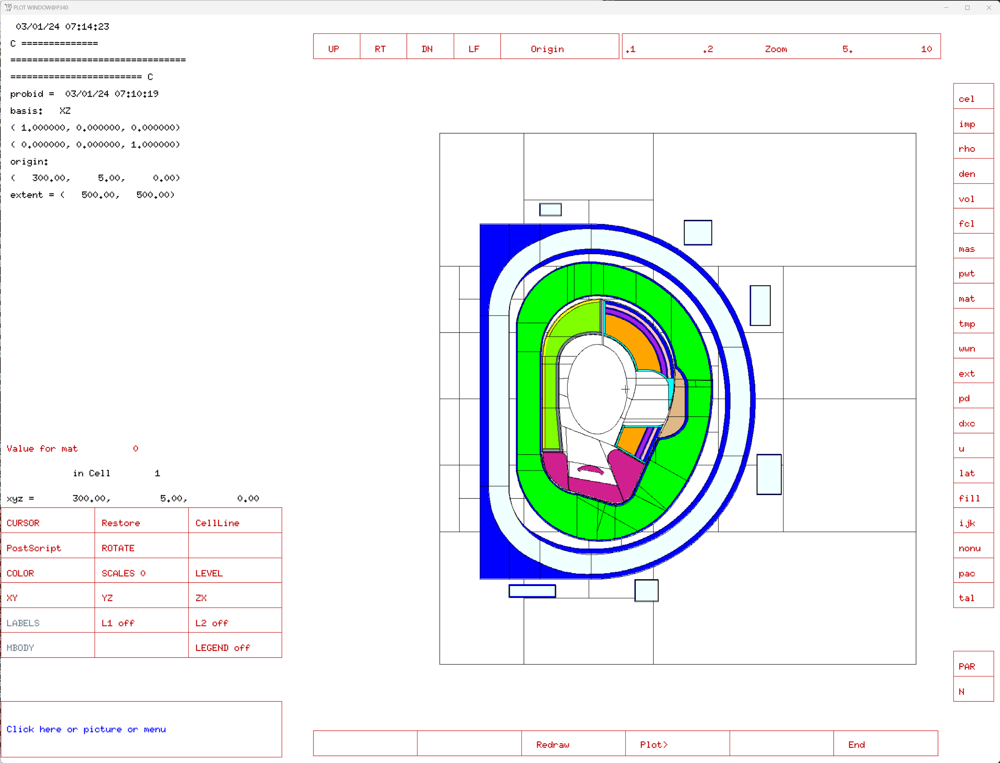 PLOT WINDOW@P340
03/01/24 07:14:23
C ==============
================================
======================== C
probid =  03/01/24 07:10:19
basis:   XZ
( 1.000000, 0.000000, 0.000000)
( 0.000000, 0.000000, 1.000000)
origin:
(   300.00,     5.00,     0.00)
extent = (   500.00,   500.00)
UP RT DN LF Origin .1 .2 Zoom 5. 10
cel
imp
rho
den
vol
fcl
mas
pwt
mat
tmp
wwn
ext
pd
dxc
u
lat
fill
ijk
nonu
pac
tal
PAR
N
Value for mat 0
in Cell 1
xyz = 300.00, 5.00, 0.00
CURSOR Restore CellLine
PostScript ROTATE
COLOR SCALES 0 LEVEL
XY YZ ZX
LABELS L1 off L2 off
MBODY LEGEND off
Click here or picture or menu
Redraw Plot> End